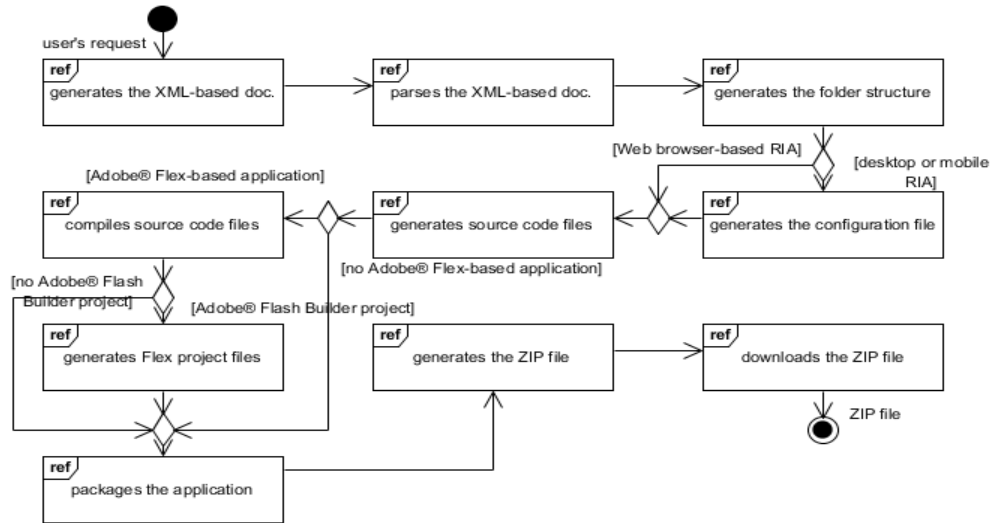 user's request
ref
generates the XML-based doc.
ref
parses the XML-based doc.
ref
generates the folder structure
[Web browser-based RIA]
[desktop or mobile
RIA]
[Adobe® Flex-based application]
ref
compiles source code files
ref
generates source code files
ref
generates the configuration file
[no Adobe® Flex-based application]
[no Adobe® Flash
Builder project]
[Adobe® Flash Builder project]
ref
generates Flex project files
ref
generates the ZIP file
ref
downloads the ZIP file
ZIP file
ref
packages the application